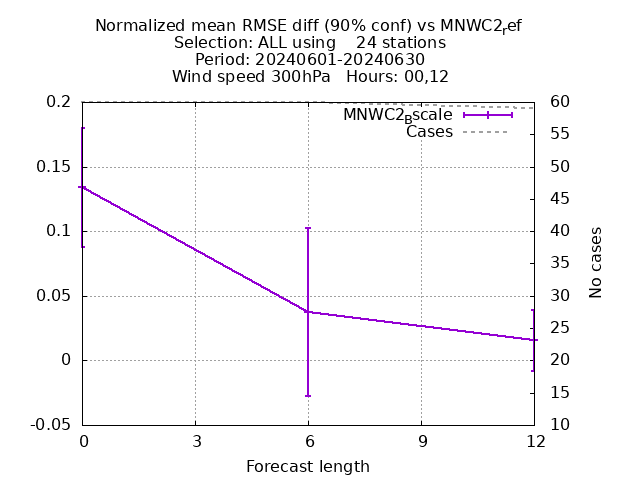 Normalized mean RMSE diff (90% conf) vs MNWC2ref
Selection: ALL using    24 stations
Period: 20240601-20240630
Wind speed 300hPa   Hours: 00,12
MNWC2Bscale
Cases
0.2
0.15
0.1
0.05
0
-0.05
60
55
50
45
40
35
30
25
20
15
10
No cases
0
3
6
9
12
Forecast length